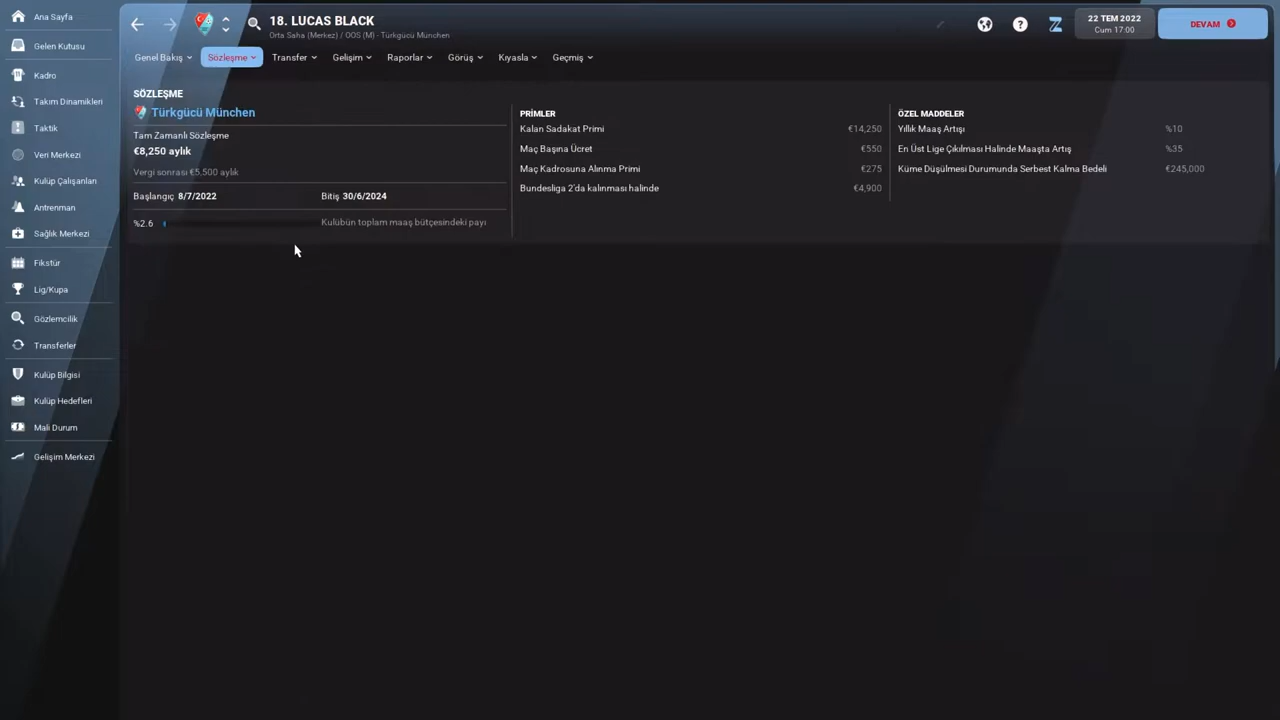 Ana Sayfa
Gelen Kutusu
Kadro
Takım Dinamikleri
Taktik
Veri Merkezi
Kulüp Çalışanları
Antrenman
Sağlık Merkezi
Fikstür
Lig/Kupa
Gözlemcilik
Transferler
Kulüp Bilgisi
Kulüp Hedefleri
Mali Durum
Gelişim Merkezi
18. LUCAS BLACK
Orta Saha (Merkez) / OOS (M) - Türkgücü München
22 TEM 2022
Cum 17:00
DEVAM
Genel Bakış
Sözleşme
Transfer
Gelişim
Raporlar
Görüş
Kıyasla
Geçmiş
SÖZLEŞME
Türkgücü München
Tam Zamanlı Sözleşme
€8,250 aylık
Vergi sonrası €5,500 aylık
Başlangıç 8/7/2022
Bitiş 30/6/2024
%2.6
Kulübün toplam maaş bütçesindeki payı
PRİMLER
Kalan Sadakat Primi €14,250
Maç Başına Ücret €550
Maç Kadrosuna Alınma Primi €275
Bundesliga 2'da kalınması halinde €4,900
ÖZEL MADDELER
Yıllık Maaş Artışı %10
En Üst Lige Çıkılması Halinde Maaşta Artış %35
Küme Düşülmesi Durumunda Serbest Kalma Bedeli €245,000